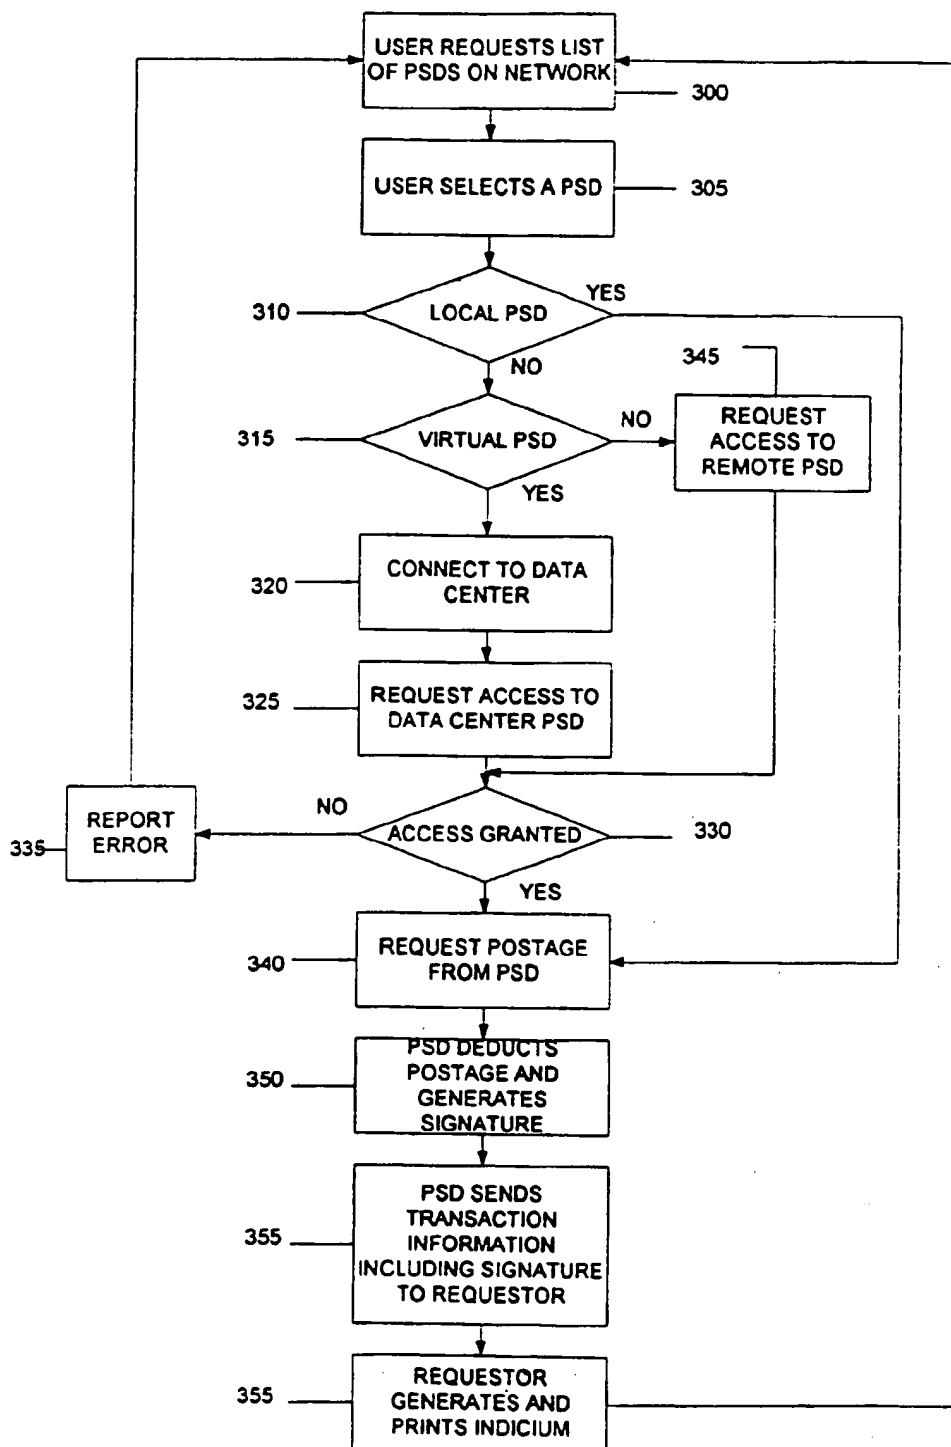 USER REQUESTS LIST
OF PSDS ON NETWORK
300
USER SELECTS A PSD
305
310
LOCAL PSD
YES
NO
345
315
VIRTUAL PSD
NO
REQUEST
ACCESS TO
REMOTE PSD
YES
320
CONNECT TO DATA
CENTER
325
REQUEST ACCESS TO
DATA CENTER PSD
REPORT
ERROR
335
NO
ACCESS GRANTED
330
YES
340
REQUEST POSTAGE
FROM PSD
350
PSD DEDUCTS
POSTAGE AND
GENERATES
SIGNATURE
355
PSD SENDS
TRANSACTION
INFORMATION
INCLUDING SIGNATURE
TO REQUESTOR
355
REQUESTOR
GENERATES AND
PRINTS INDICIUM